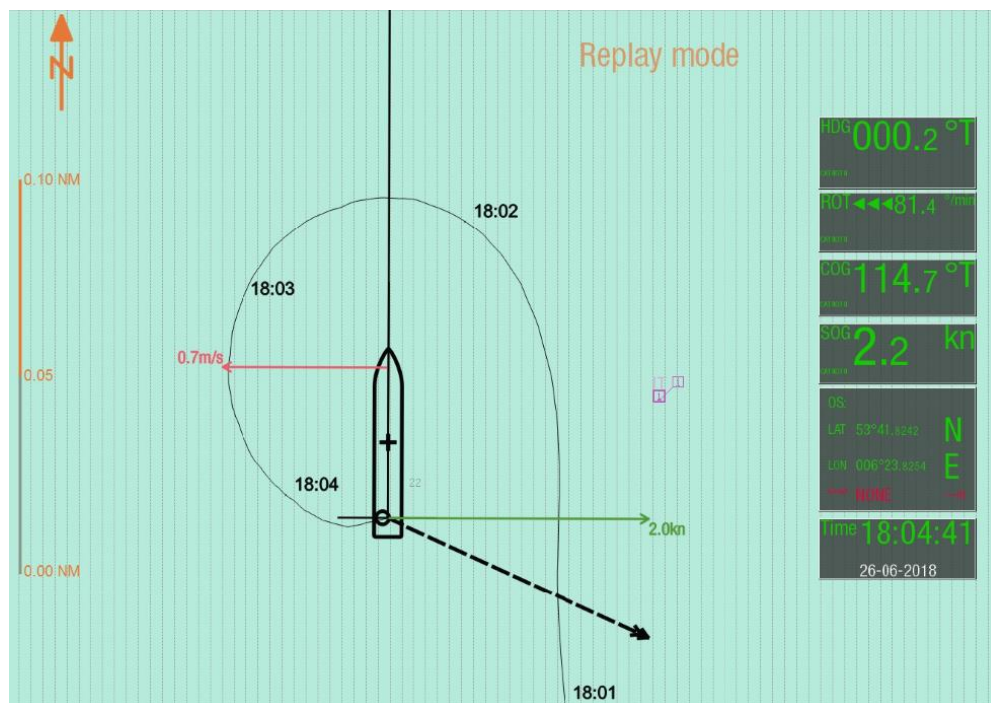 N
Replay mode
HDG 000.2 °T
0.10 NM
ROT ◄◄◄81.4 °/min
18:02
COG 114.7 °T
18:03
SOG 2.2 kn
0.7m/s
0.05
OS:
LAT 53°41.8242 N
LON 006°23.8254 E
NONE
18:04
22
2.0kn
Time 18:04:41
0.00 NM
26-06-2018
18:01